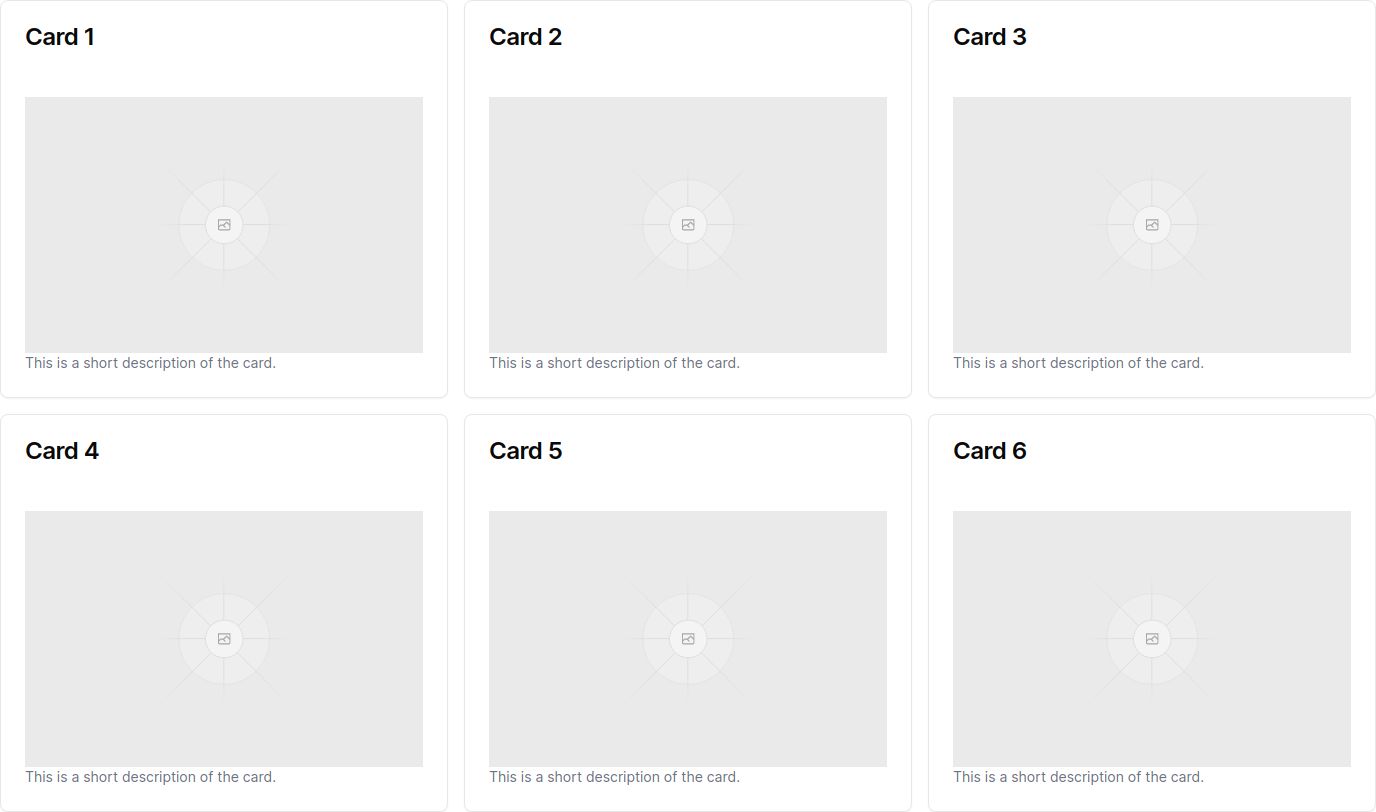 Card 1
Card 2
Card 3
This is a short description of the card.
This is a short description of the card.
This is a short description of the card.
Card 4
Card 5
Card 6
This is a short description of the card.
This is a short description of the card.
This is a short description of the card.